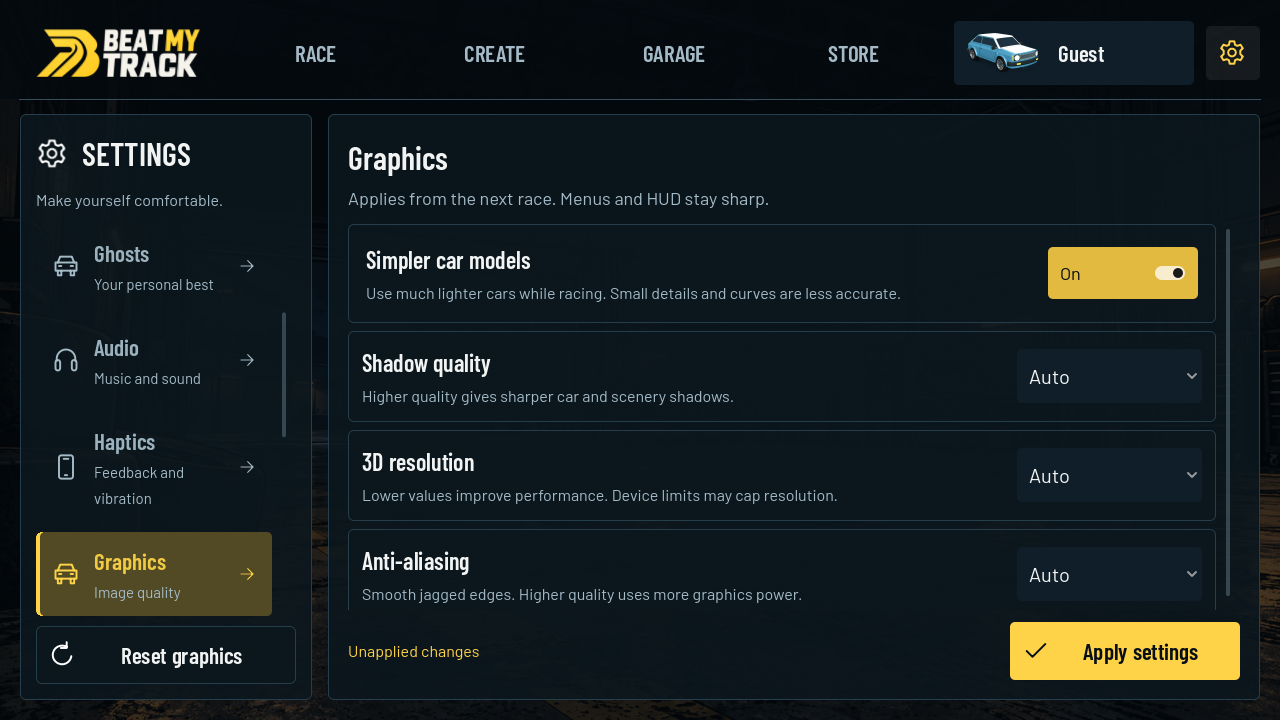 BEATMY
TRACK
RACE
CREATE
GARAGE
STORE
Guest
SETTINGS
Make yourself comfortable.
Ghosts
Your personal best
Audio
Music and sound
Haptics
Feedback and
vibration
Graphics
Image quality
Reset graphics
Graphics
Applies from the next race. Menus and HUD stay sharp.
Simpler car models
Use much lighter cars while racing. Small details and curves are less accurate.
On
Shadow quality
Higher quality gives sharper car and scenery shadows.
Auto
3D resolution
Lower values improve performance. Device limits may cap resolution.
Auto
Anti-aliasing
Smooth jagged edges. Higher quality uses more graphics power.
Auto
Unapplied changes
Apply settings